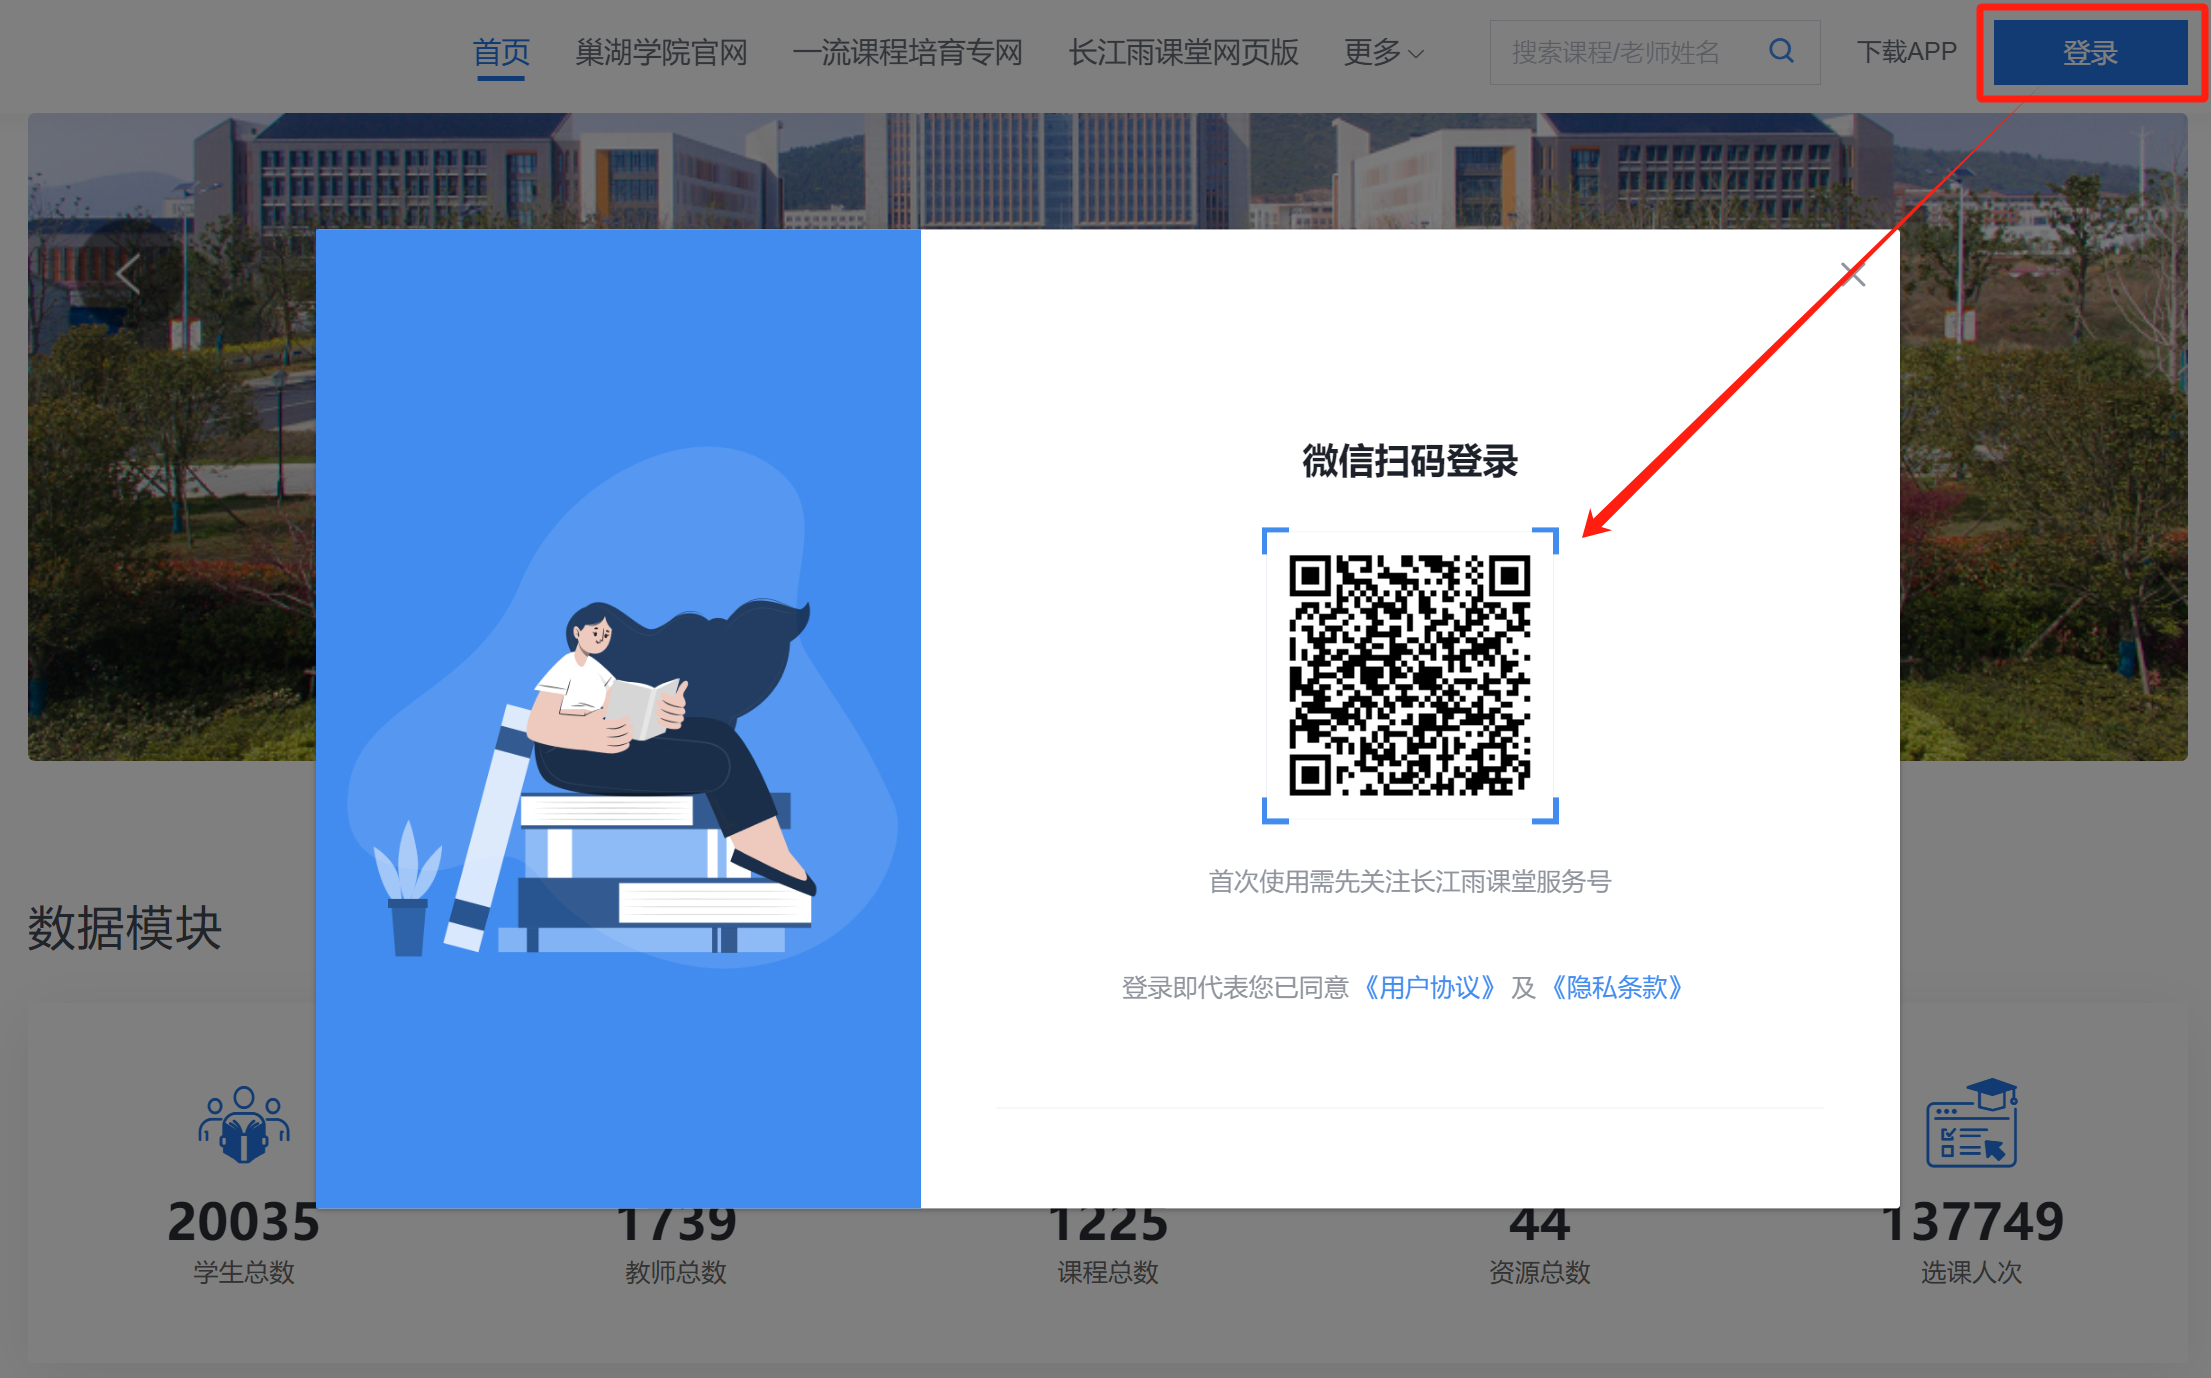 首页 巢湖学院官网 一流课程培育专网 长江雨课堂网页版 更多 搜索课程/老师姓名 下载APP 登录
微信扫码登录
首次使用需先关注长江雨课堂服务号
登录即代表您已同意《用户协议》及《隐私条款》
数据模块
20035 1739 1225 44 137749
学生总数 教师总数 课程总数 资源总数 选课人次